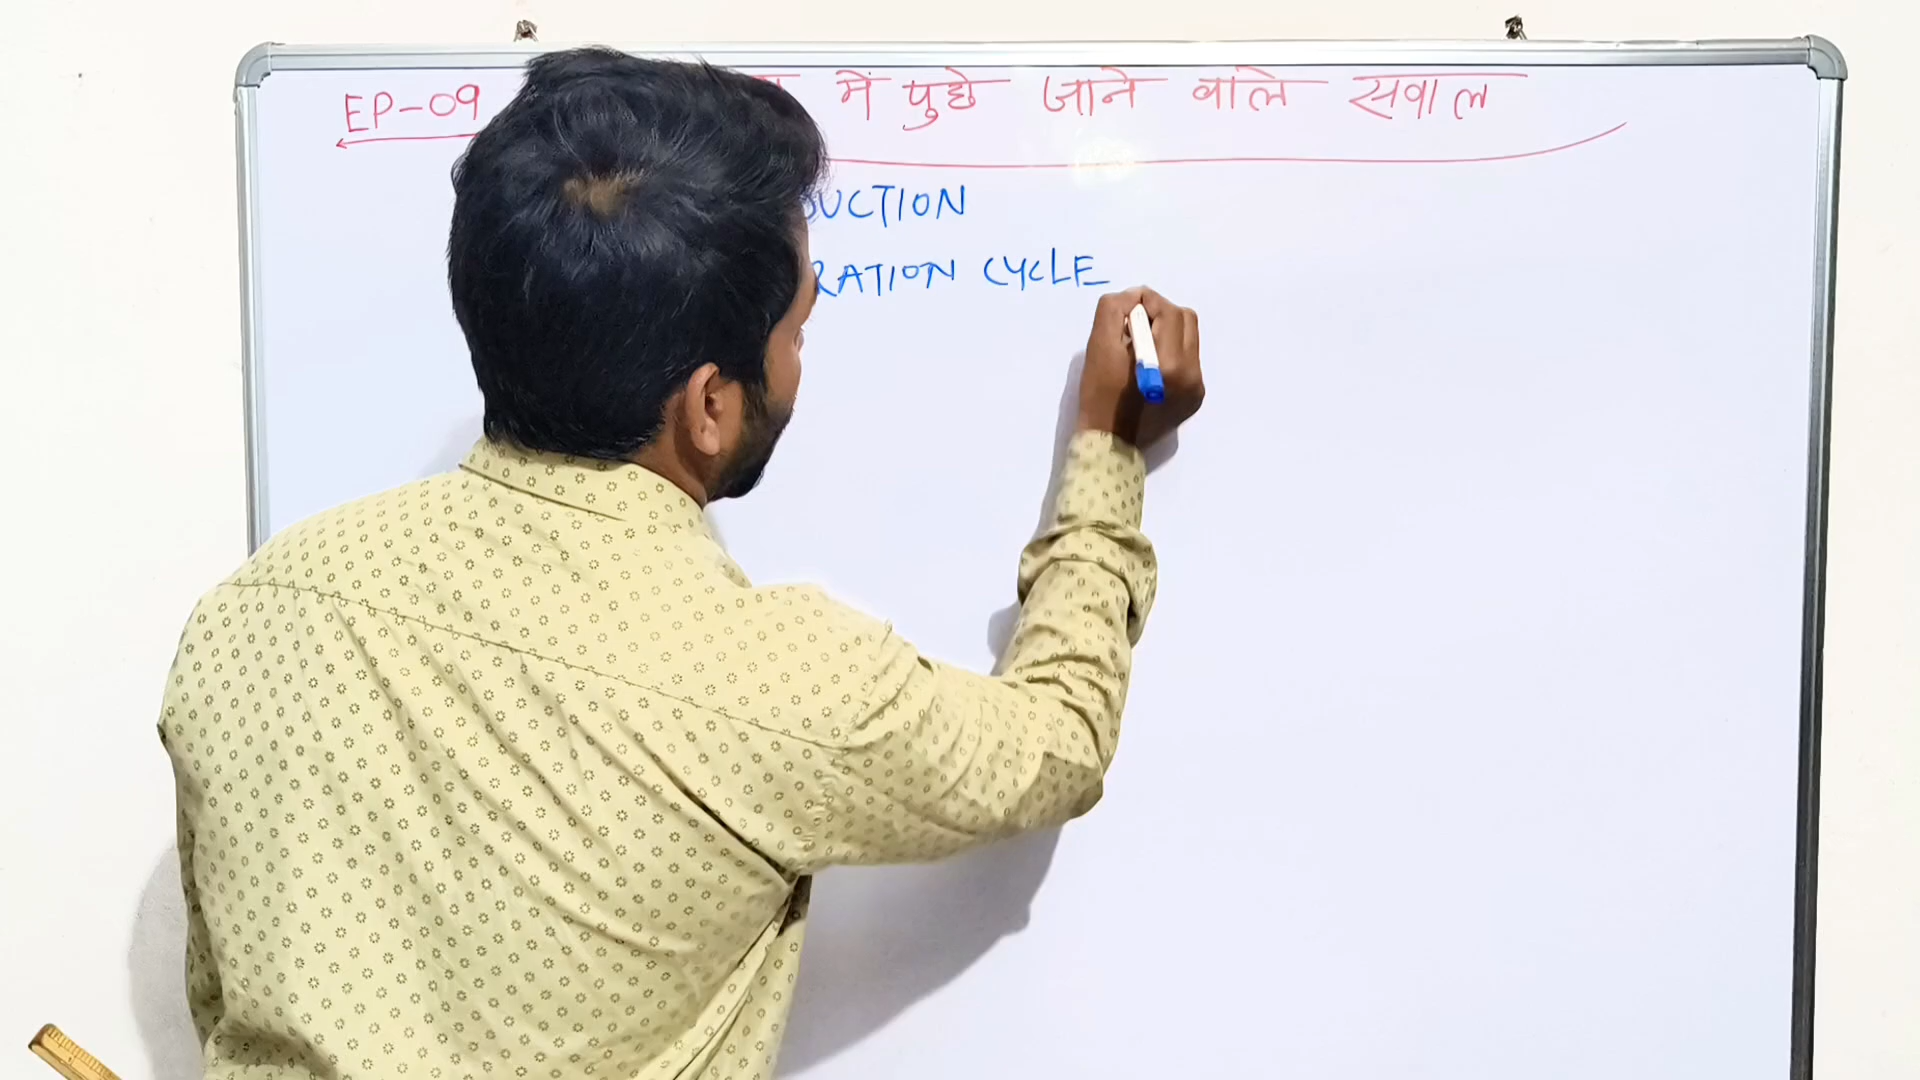 EP-09 में पुछे जाने वाले सवाल
DUCTION
RATION CYCLE